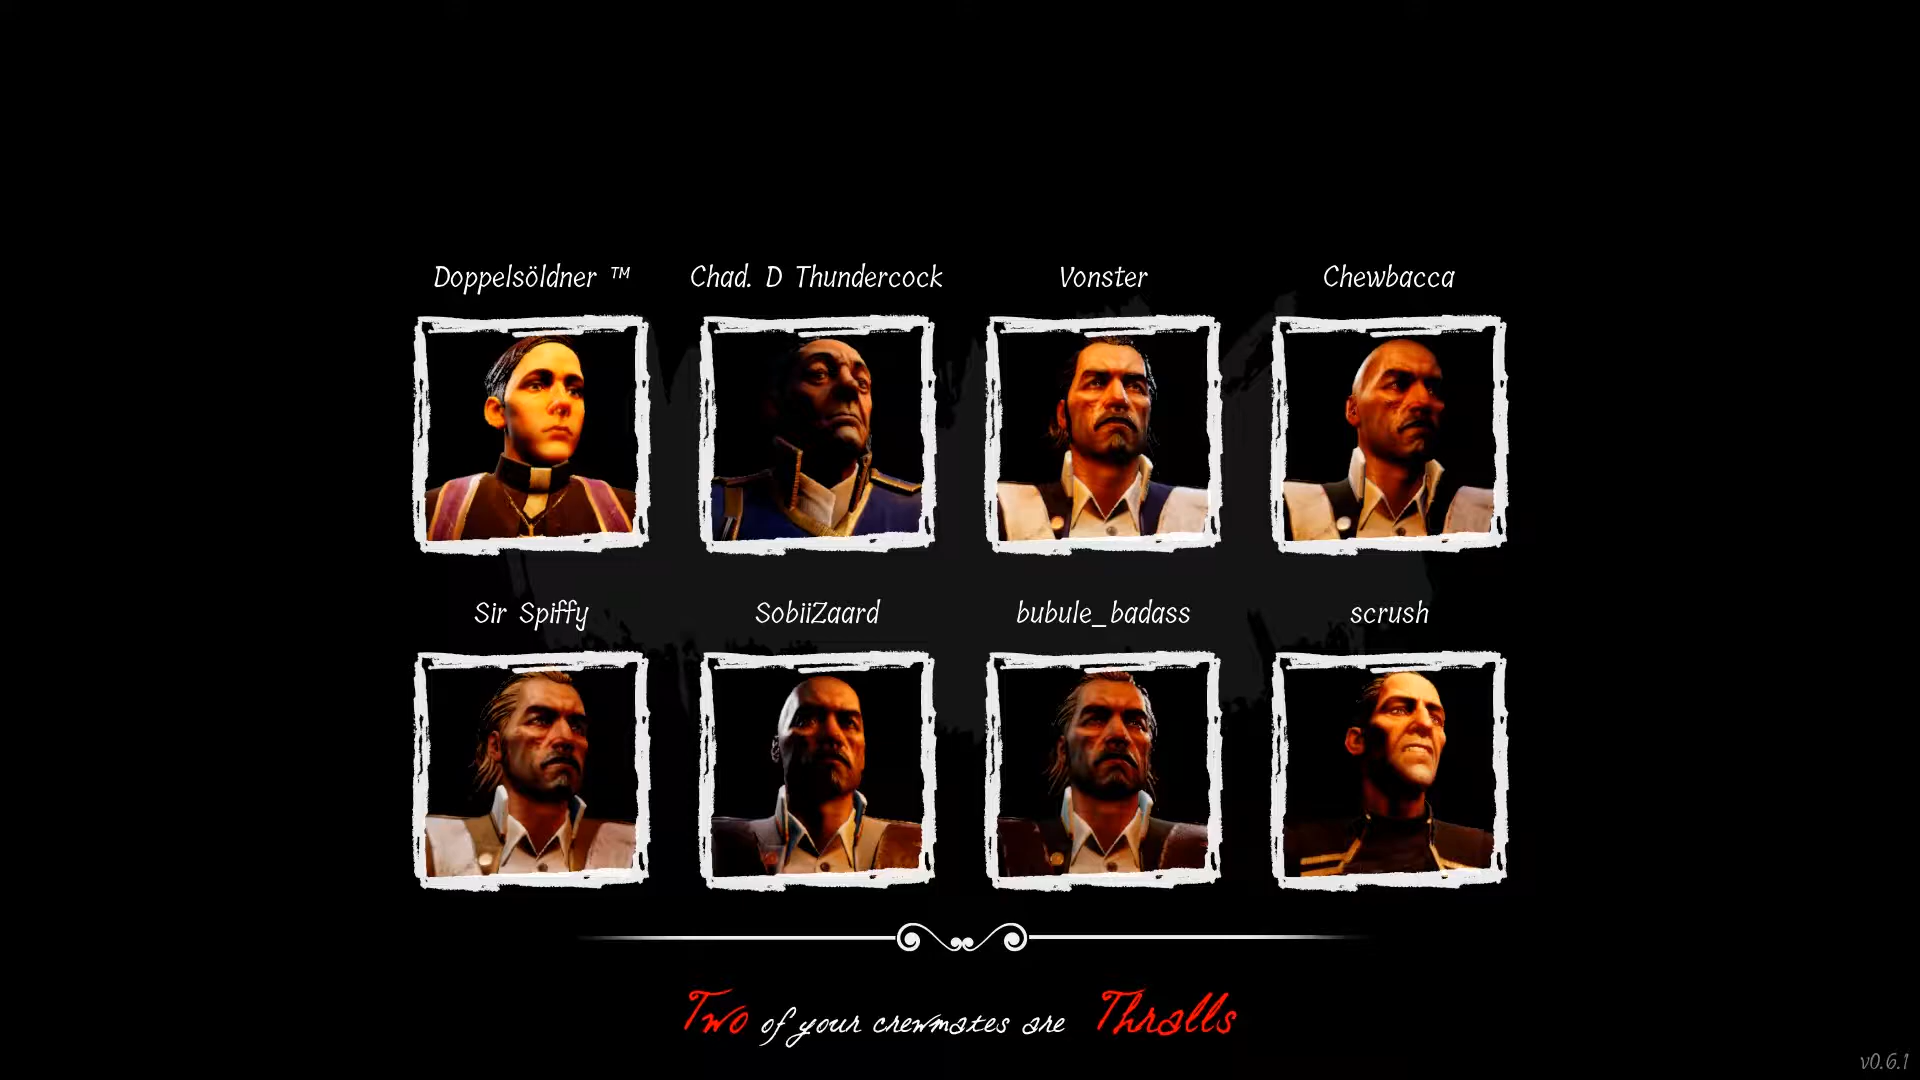 Doppelsöldner ™
Chad. D Thundercock
Vonster
Chewbacca
Sir Spiffy
SobiiZaard
bubule_badass
scrush
Two of your crewmates are Thralls
v0.6.1